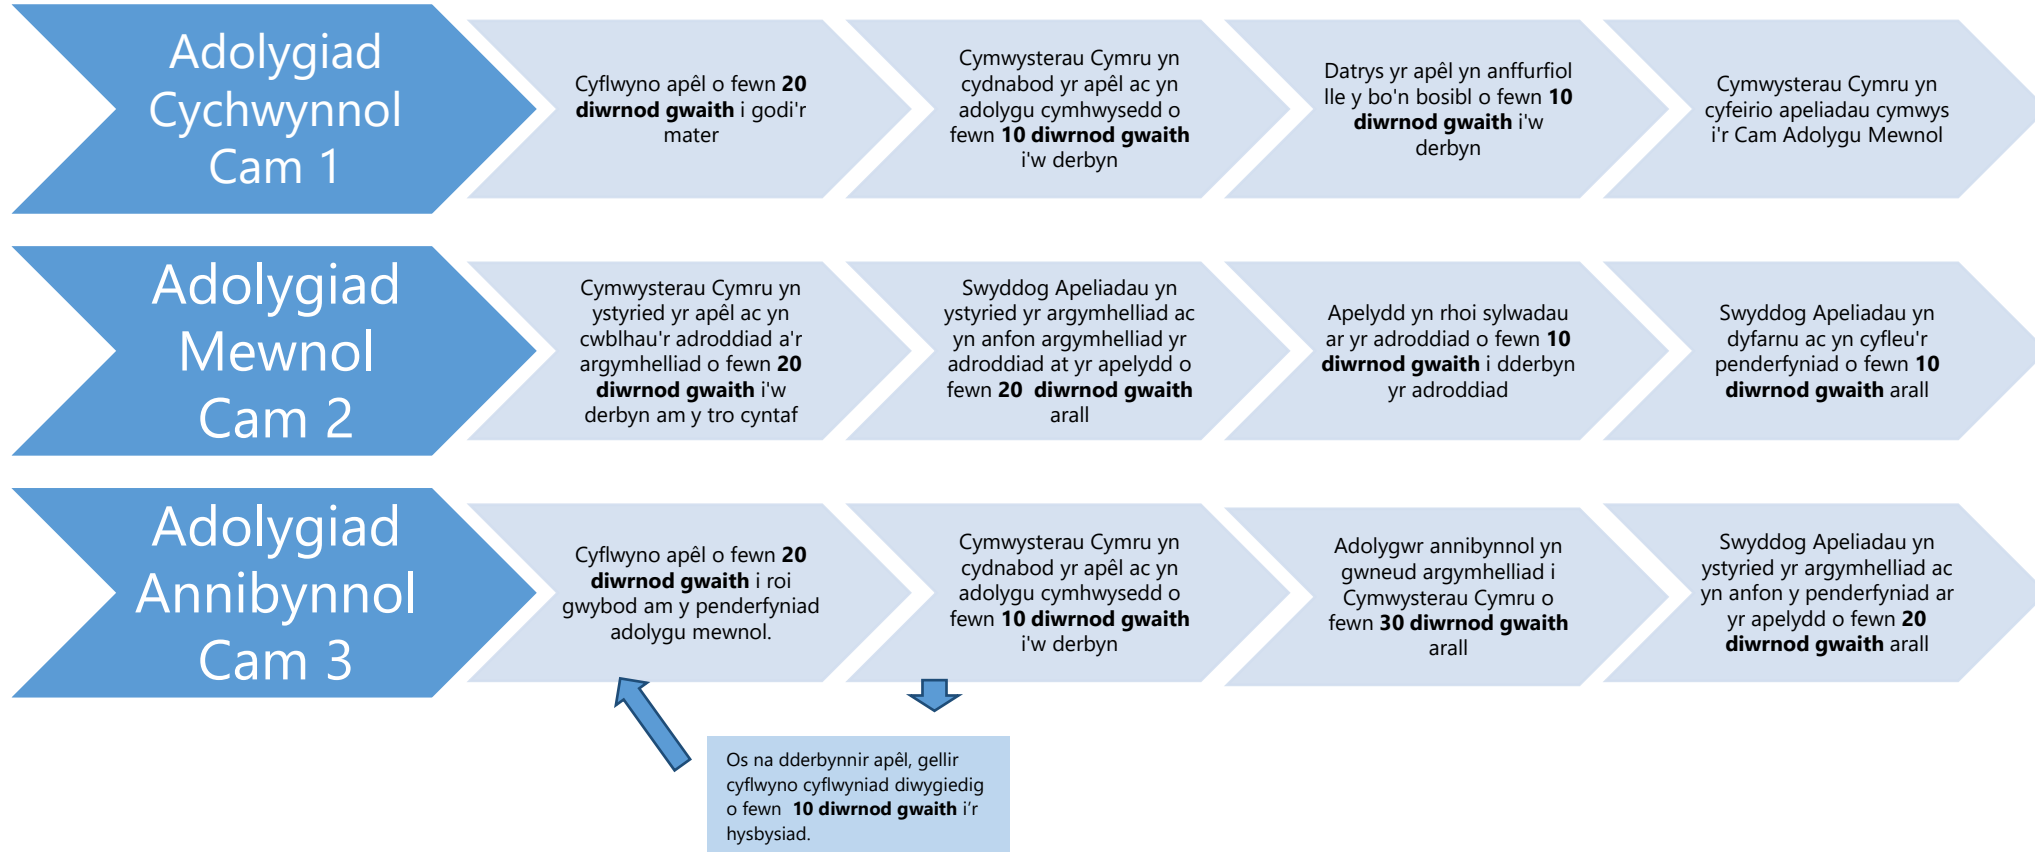 Adolygiad
Cychwynnol
Cam 1
Cyflwyno apêl o fewn 20
diwrnod gwaith i godi'r
mater
Cymwysterau Cymru yn
cydnabod yr apêl ac yn
adolygu cymhwysedd o
fewn 10 diwrnod gwaith
i'w derbyn
Datrys yr apêl yn anffurfiol
lle y bo'n bosibl o fewn 10
diwrnod gwaith i'w
derbyn
Cymwysterau Cymru yn
cyfeirio apeliadau cymwys
i'r Cam Adolygu Mewnol
Adolygiad
Mewnol
Cam 2
Cymwysterau Cymru yn
ystyried yr apêl ac yn
cwblhau'r adroddiad a'r
argymhelliad o fewn 20
diwrnod gwaith i'w
derbyn am y tro cyntaf
Swyddog Apeliadau yn
ystyried yr argymhelliad ac
yn anfon argymhelliad yr
adroddiad at yr apelydd o
fewn 20 diwrnod gwaith
arall
Apelydd yn rhoi sylwadau
ar yr adroddiad o fewn 10
diwrnod gwaith i dderbyn
yr adroddiad
Swyddog Apeliadau yn
dyfarnu ac yn cyfleu'r
penderfyniad o fewn 10
diwrnod gwaith arall
Adolygiad
Annibynnol
Cam 3
Cyflwyno apêl o fewn 20
diwrnod gwaith i roi
gwybod am y penderfyniad
adolygu mewnol.
Cymwysterau Cymru yn
cydnabod yr apêl ac yn
adolygu cymhwysedd o
fewn 10 diwrnod gwaith
i'w derbyn
Adolygwr annibynnol yn
gwneud argymhelliad i
Cymwysterau Cymru o
fewn 30 diwrnod gwaith
arall
Swyddog Apeliadau yn
ystyried yr argymhelliad ac
yn anfon y penderfyniad ar
yr apelydd o fewn 20
diwrnod gwaith arall
Os na dderbynnir apêl, gellir
cyflwyno cyflwyniad diwygiedig
o fewn 10 diwrnod gwaith i'r
hysbysiad.